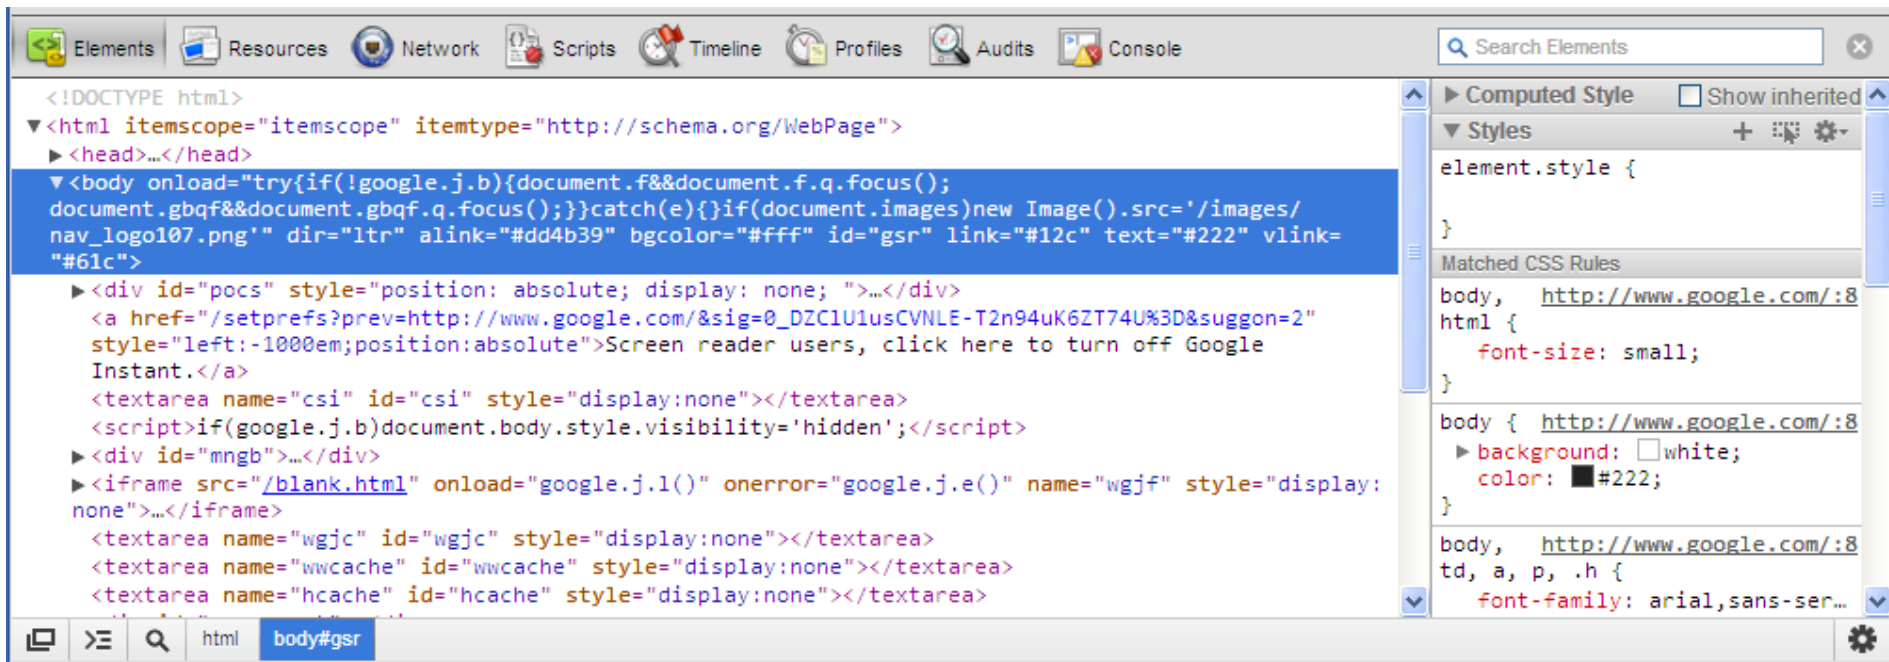 Elements Resources Network Scripts Timeline Profiles Audits Console Search Elements
<!DOCTYPE html>
<html itemscope="itemscope" itemtype="http://schema.org/WebPage">
<head>…</head>
<body onload="try{if(!google.j.b){document.f&&document.f.q.focus();
document.gbqf&&document.gbqf.q.focus();}}catch(e){}if(document.images)new Image().src='/images/
nav_logo107.png'" dir="ltr" alink="#dd4b39" bgcolor="#fff" id="gsr" link="#12c" text="#222" vlink=
"#61c">
<div id="pocs" style="position: absolute; display: none; ">…</div>
<a href="/setprefs?prev=http://www.google.com/&sig=0_DZClU1usCVNLE-T2n94uK6ZT74U%3D&suggon=2"
style="left:-1000em;position:absolute">Screen reader users, click here to turn off Google
Instant.</a>
<textarea name="csi" id="csi" style="display:none"></textarea>
<script>if(google.j.b)document.body.style.visibility='hidden';</script>
<div id="mngb">…</div>
<iframe src="/blank.html" onload="google.j.l()" onerror="google.j.e()" name="wgjf" style="display:
none">…</iframe>
<textarea name="wgjc" id="wgjc" style="display:none"></textarea>
<textarea name="wwcache" id="wwcache" style="display:none"></textarea>
<textarea name="hcache" id="hcache" style="display:none"></textarea>
Computed Style Show inherited
Styles
element.style {
}
Matched CSS Rules
body, http://www.google.com/:8
html {
font-size: small;
}
body { http://www.google.com/:8
background: white;
color: #222;
}
body, http://www.google.com/:8
td, a, p, .h {
font-family: arial,sans-ser…
html body#gsr